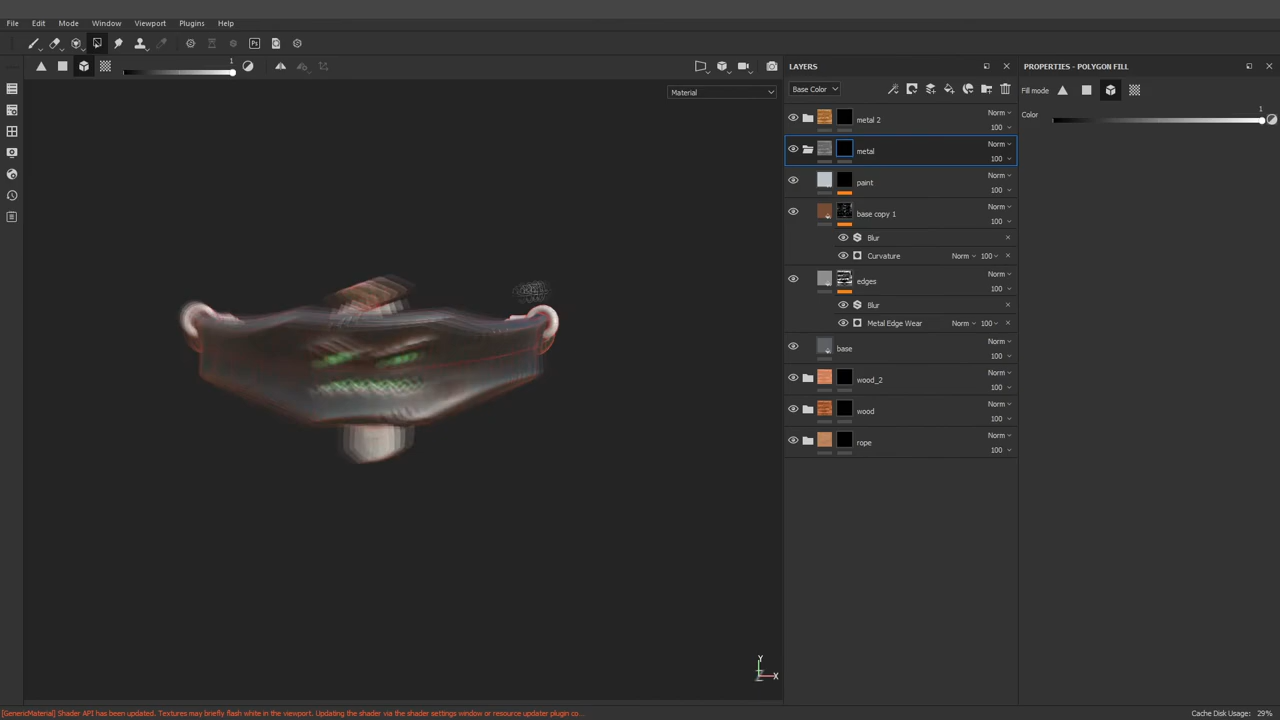 File Edit Mode Window Viewport Plugins Help
Ps
1
Material
LAYERS
Base Color
metal 2 Norm
100
metal Norm
100
paint Norm
100
base copy 1 Norm
100
Blur
Curvature Norm 100
edges Norm
100
Blur
Metal Edge Wear Norm 100
base Norm
100
wood_2 Norm
100
wood Norm
100
rope Norm
100
PROPERTIES - POLYGON FILL
Fill mode
1
Color
Y
X
[GenericMaterial] Shader API has been updated. Textures may briefly flash white in the viewport. Updating the shader via the shader settings window or resource updater plugin co...
Cache Disk Usage: 29%